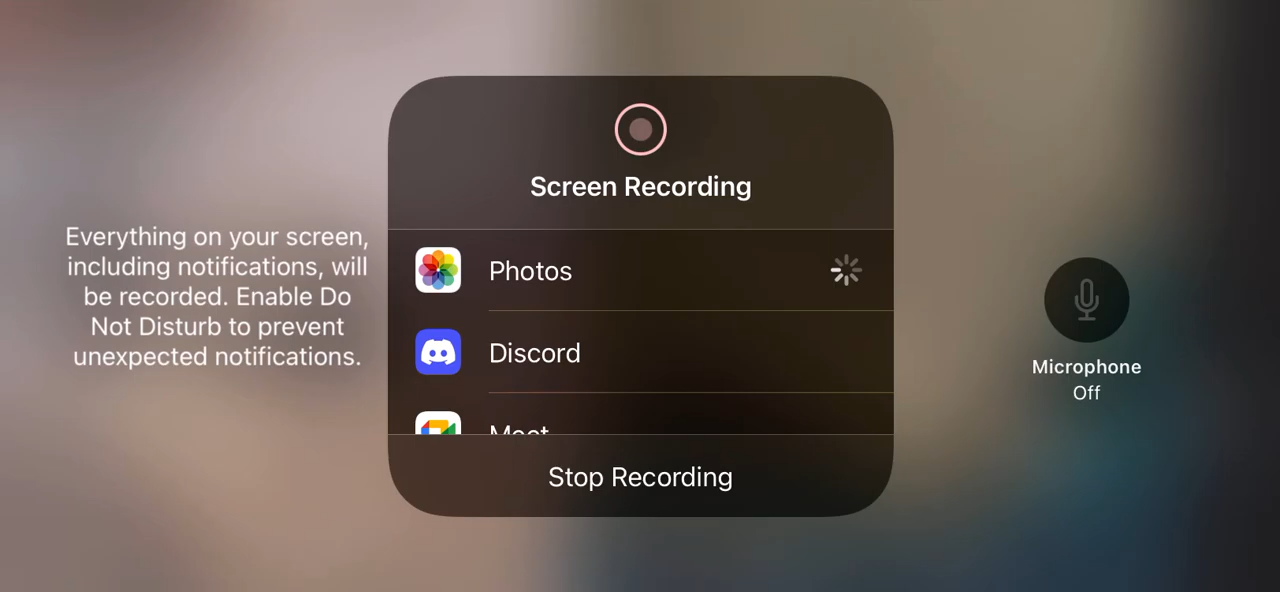 Screen Recording
Everything on your screen,
including notifications, will
be recorded. Enable Do
Not Disturb to prevent
unexpected notifications.
Photos
Discord
Meet
Stop Recording
Microphone
Off